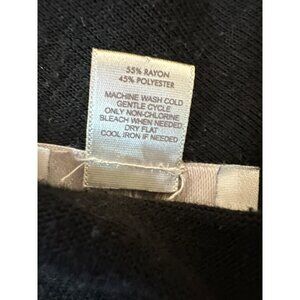 55% RAYON
45% POLYESTER
MACHINE WASH COLD
GENTLE CYCLE
ONLY NON-CHLORINE
BLEACH WHEN NEEDED
DRY FLAT
COOL IRON IF NEEDED